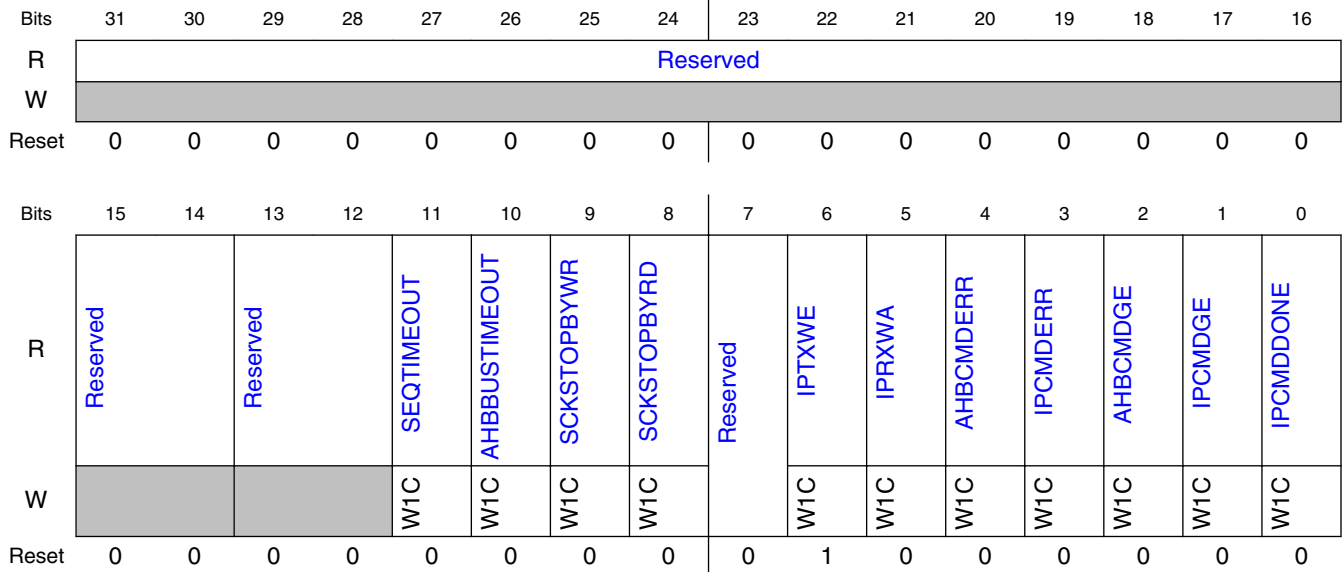 Bits 31 30 29 28 27 26 25 24 23 22 21 20 19 18 17 16
R Reserved
W
Reset 0 0 0 0 0 0 0 0 0 0 0 0 0 0 0 0
Bits 15 14 13 12 11 10 9 8 7 6 5 4 3 2 1 0
R Reserved Reserved SEQTIMEOUT AHBBUSTIMEOUT SCKSTOPBYWR SCKSTOPBYRD Reserved IPTXWE IPRXWA AHBCMDERR IPCMDERR AHBCMDGE IPCMDGE IPCMDDONE
W W1C W1C W1C W1C W1C W1C W1C W1C W1C W1C W1C
Reset 0 0 0 0 0 0 0 0 0 1 0 0 0 0 0 0